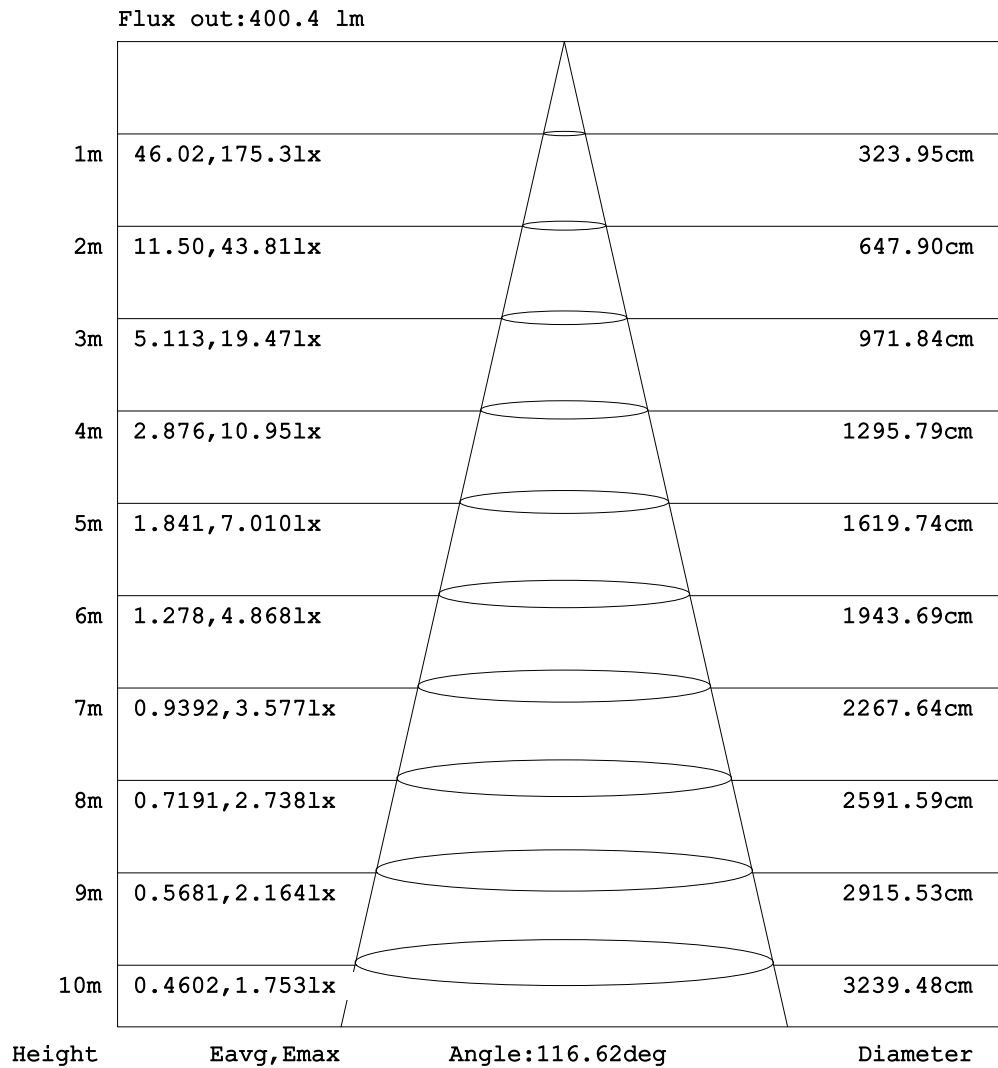 Flux out:400.4 lm
1m 46.02,175.3lx 323.95cm
2m 11.50,43.81lx 647.90cm
3m 5.113,19.47lx 971.84cm
4m 2.876,10.95lx 1295.79cm
5m 1.841,7.010lx 1619.74cm
6m 1.278,4.868lx 1943.69cm
7m 0.9392,3.577lx 2267.64cm
8m 0.7191,2.738lx 2591.59cm
9m 0.5681,2.164lx 2915.53cm
10m 0.4602,1.753lx 3239.48cm
Height Eavg,Emax Angle:116.62deg Diameter